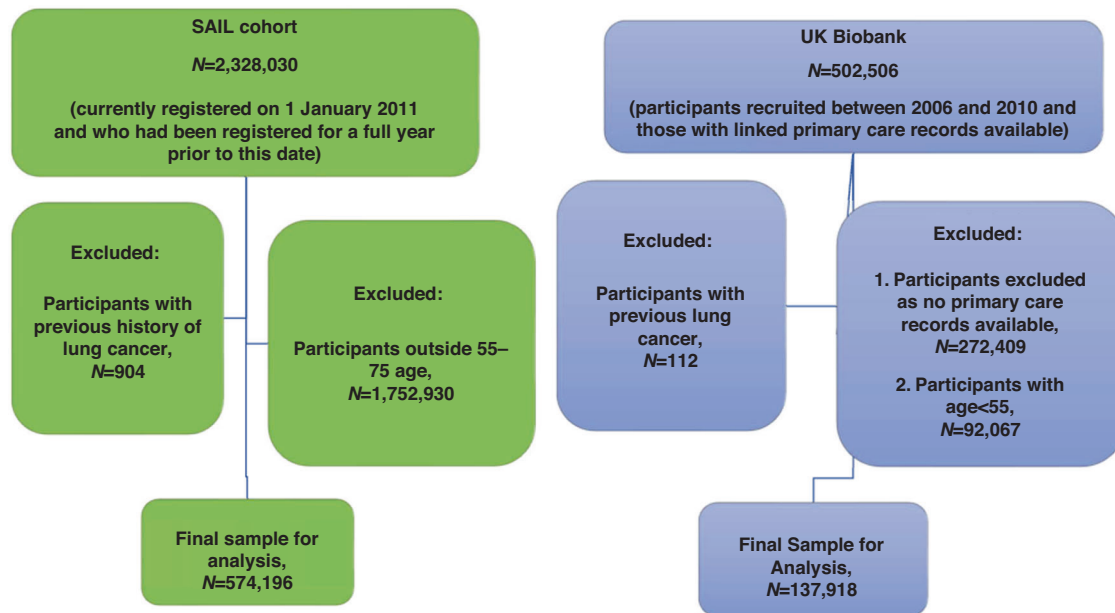 SAIL cohort
N=2,328,030
(currently registered on 1 January 2011
and who had been registered for a full year
prior to this date)
Excluded:
Participants with
previous history of
lung cancer,
N=904
Excluded:
Participants outside 55–
75 age,
N=1,752,930
Final sample for
analysis,
N=574,196
UK Biobank
N=502,506
(participants recruited between 2006 and 2010 and
those with linked primary care records available)
Excluded:
Participants with
previous lung
cancer,
N=112
Excluded:
1. Participants excluded
as no primary care
records available,
N=272,409
2. Participants with
age<55,
N=92,067
Final Sample for
Analysis,
N=137,918